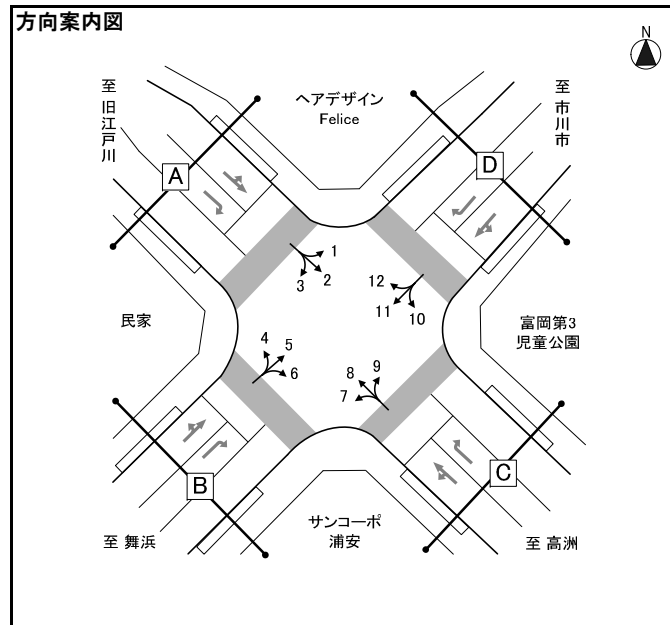 方向案内図
N
至
旧
江
戸
川
ヘアデザイン
Felice
至
市
川
市
A
D
1
2
3
12
11
10
民家
富岡第3
児童公園
4
5
6
8
9
7
B
C
サンコーポ
浦安
至 舞浜
至 高洲